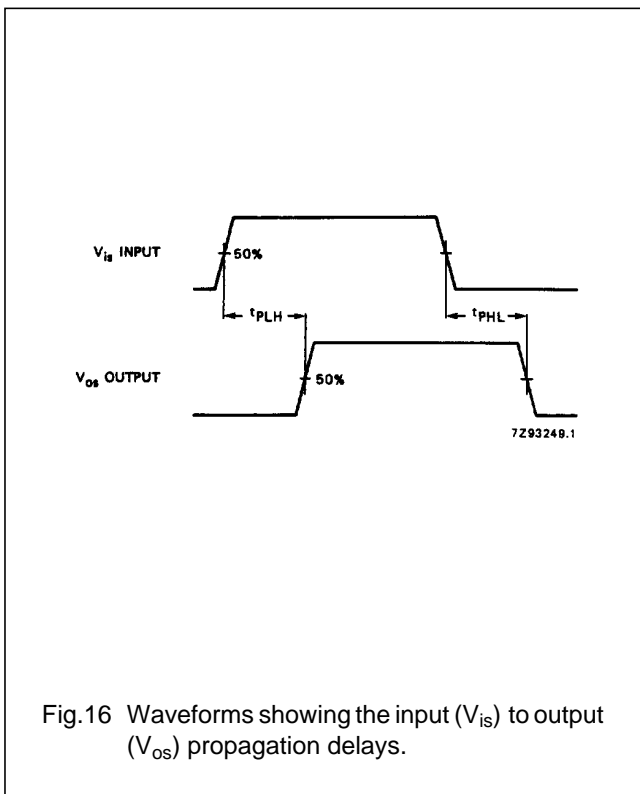 V_is INPUT
50%
t_PLH
t_PHL
V_os OUTPUT
50%
7Z93248.1
Fig.16 Waveforms showing the input (V_is) to output
(V_os) propagation delays.